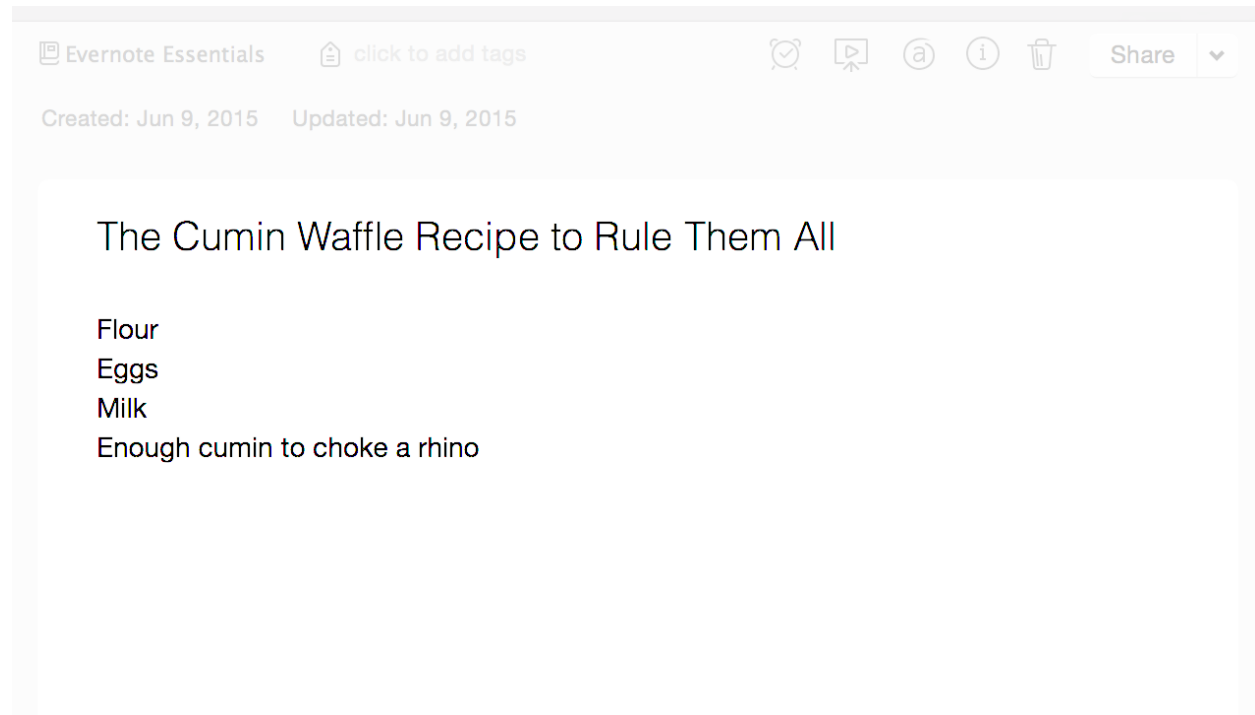 Evernote Essentials click to add tags Share
Created: Jun 9, 2015 Updated: Jun 9, 2015
The Cumin Waffle Recipe to Rule Them All
Flour
Eggs
Milk
Enough cumin to choke a rhino